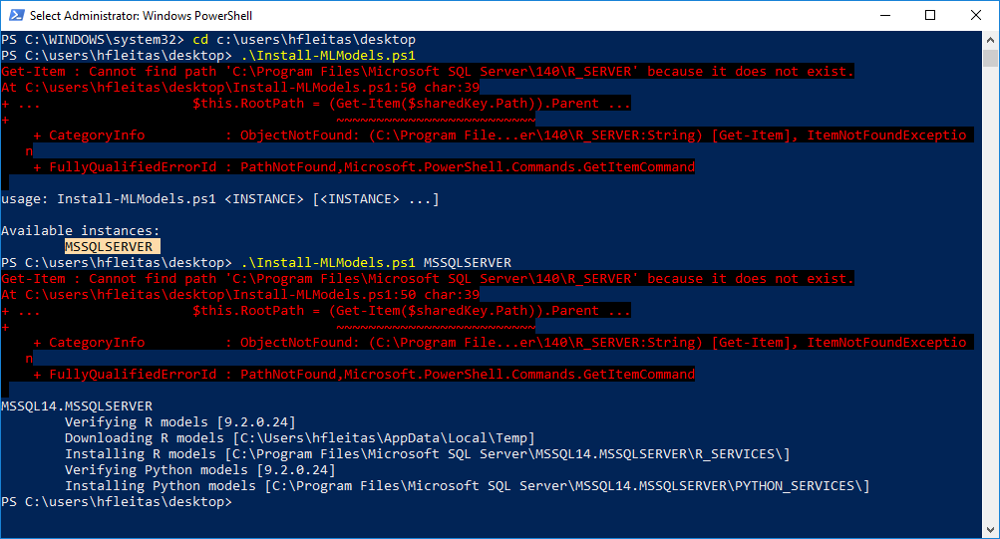 Select Administrator: Windows PowerShell
PS C:\WINDOWS\system32> cd c:\users\hfleitas\desktop
PS C:\users\hfleitas\desktop> .\Install-MLModels.ps1
Get-Item : Cannot find path 'C:\Program Files\Microsoft SQL Server\140\R_SERVER' because it does not exist.
At C:\users\hfleitas\desktop\Install-MLModels.ps1:50 char:39
+ ...                   $this.RootPath = (Get-Item($sharedKey.Path)).Parent ...
+                                         ~~~~~~~~~~~~~~~~~~~~~~~~~
    + CategoryInfo          : ObjectNotFound: (C:\Program File...er\140\R_SERVER:String) [Get-Item], ItemNotFoundExceptio
   n
    + FullyQualifiedErrorId : PathNotFound,Microsoft.PowerShell.Commands.GetItemCommand
usage: Install-MLModels.ps1 <INSTANCE> [<INSTANCE> ...]
Available instances:
        MSSQLSERVER
PS C:\users\hfleitas\desktop> .\Install-MLModels.ps1 MSSQLSERVER
Get-Item : Cannot find path 'C:\Program Files\Microsoft SQL Server\140\R_SERVER' because it does not exist.
At C:\users\hfleitas\desktop\Install-MLModels.ps1:50 char:39
+ ...                   $this.RootPath = (Get-Item($sharedKey.Path)).Parent ...
+                                         ~~~~~~~~~~~~~~~~~~~~~~~~~
    + CategoryInfo          : ObjectNotFound: (C:\Program File...er\140\R_SERVER:String) [Get-Item], ItemNotFoundExceptio
   n
    + FullyQualifiedErrorId : PathNotFound,Microsoft.PowerShell.Commands.GetItemCommand
MSSQL14.MSSQLSERVER
        Verifying R models [9.2.0.24]
        Downloading R models [C:\Users\hfleitas\AppData\Local\Temp]
        Installing R models [C:\Program Files\Microsoft SQL Server\MSSQL14.MSSQLSERVER\R_SERVICES\]
        Verifying Python models [9.2.0.24]
        Installing Python models [C:\Program Files\Microsoft SQL Server\MSSQL14.MSSQLSERVER\PYTHON_SERVICES\]
PS C:\users\hfleitas\desktop>